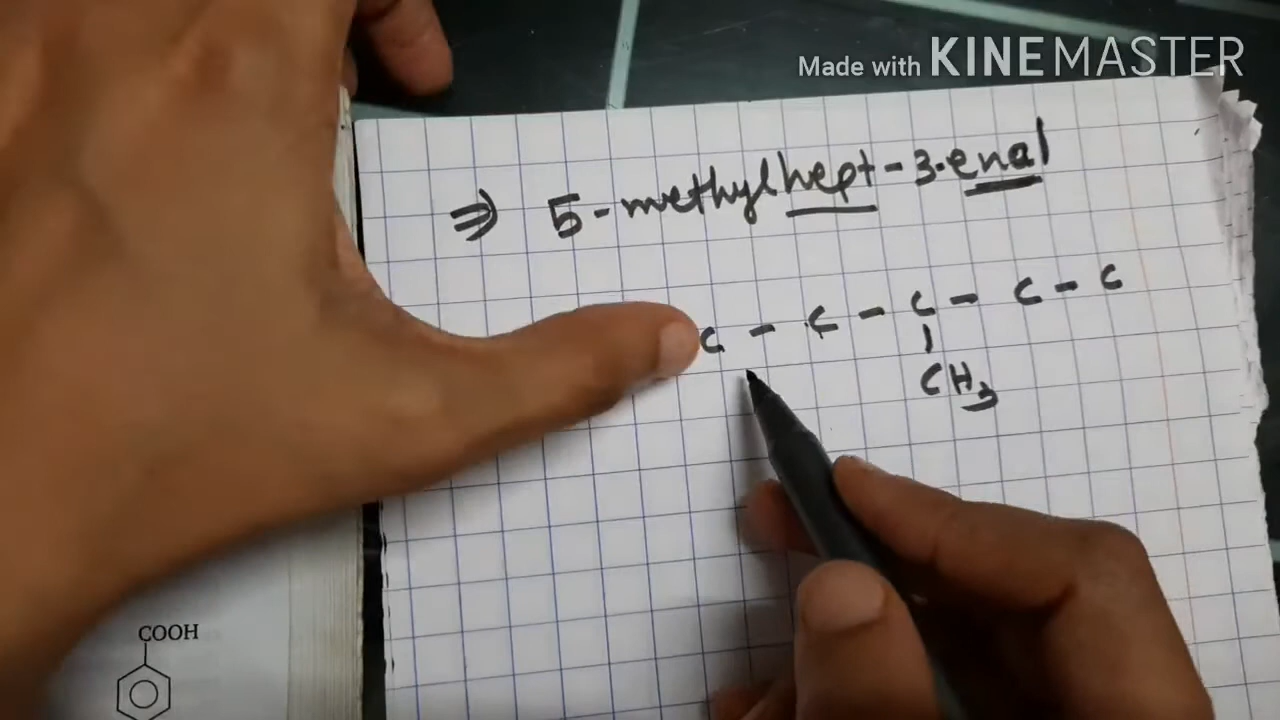 Made with KINEMASTER
⇒ 5-methylhept-3-enal
C - C - C - C - C
|
CH3
COOH